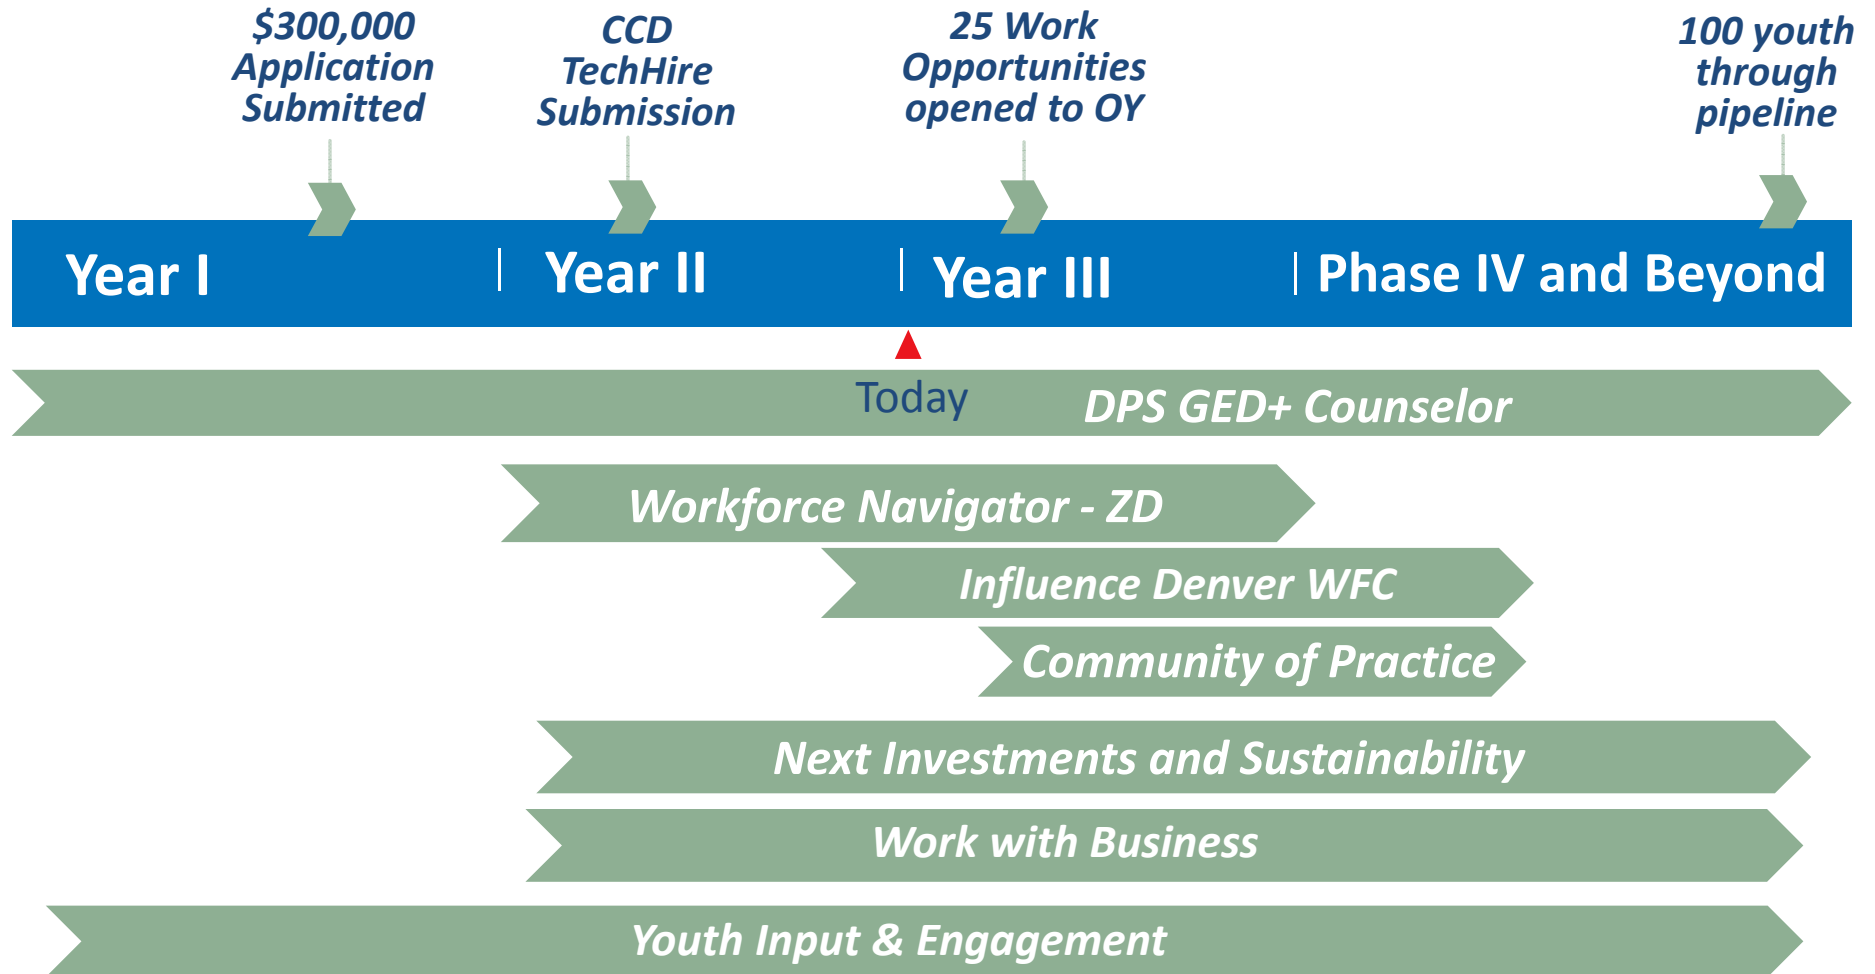 $300,000
Application
Submitted
CCD
TechHire
Submission
25 Work
Opportunities
opened to OY
100 youth
through
pipeline
Year I
Year II
Year III
Phase IV and Beyond
Today
DPS GED+ Counselor
Workforce Navigator - ZD
Influence Denver WFC
Community of Practice
Next Investments and Sustainability
Work with Business
Youth Input & Engagement